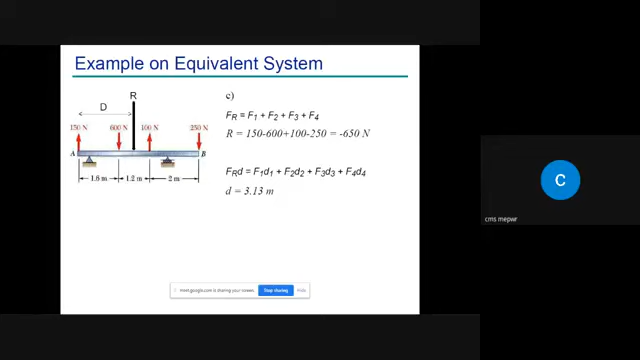 Example on Equivalent System
R
D
150 N 600 N 100 N 250 N
A B
1.6 m 1.2 m 2 m
c)
FR = F1 + F2 + F3 + F4
R = 150-600+100-250 = -650 N
FRd = F1d1 + F2d2 + F3d3 + F4d4
d = 3.13 m
meet.google.com is sharing your screen.
Stop sharing
Hide
C
cms mepwr